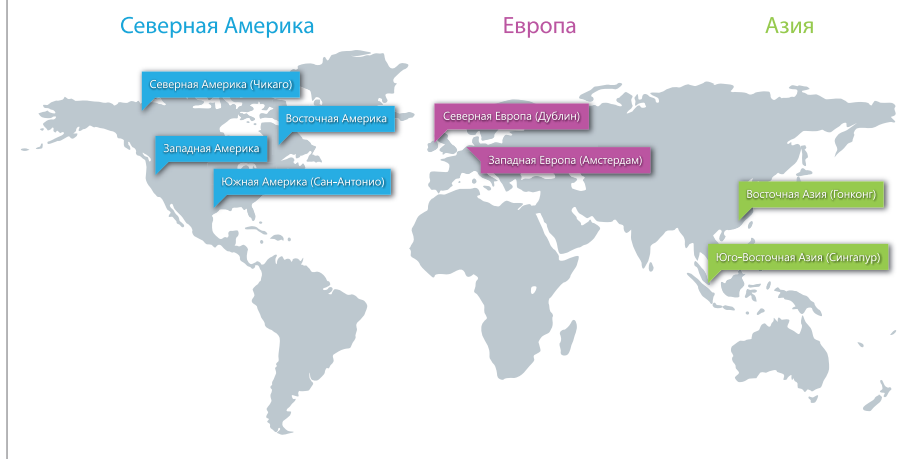 Северная Америка
Европа
Азия
Северная Америка (Чикаго)
Восточная Америка
Западная Америка
Южная Америка (Сан-Антонио)
Северная Европа (Дублин)
Западная Европа (Амстердам)
Восточная Азия (Гонконг)
Юго-Восточная Азия (Сингапур)